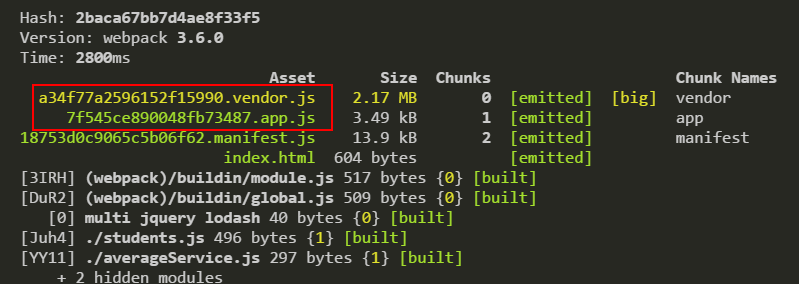 Hash: 2baca67bb7d4ae8f33f5
Version: webpack 3.6.0
Time: 2800ms
Asset Size Chunks Chunk Names
a34f77a2596152f15990.vendor.js 2.17 MB 0 [emitted] [big] vendor
7f545ce890048fb73487.app.js 3.49 kB 1 [emitted] app
18753d0c9065c5b06f62.manifest.js 13.9 kB 2 [emitted] manifest
index.html 604 bytes [emitted]
[3IRH] (webpack)/buildin/module.js 517 bytes {0} [built]
[DuR2] (webpack)/buildin/global.js 509 bytes {0} [built]
[0] multi jquery lodash 40 bytes {0} [built]
[Juh4] ./students.js 496 bytes {1} [built]
[YY11] ./averageService.js 297 bytes {1} [built]
+ 2 hidden modules